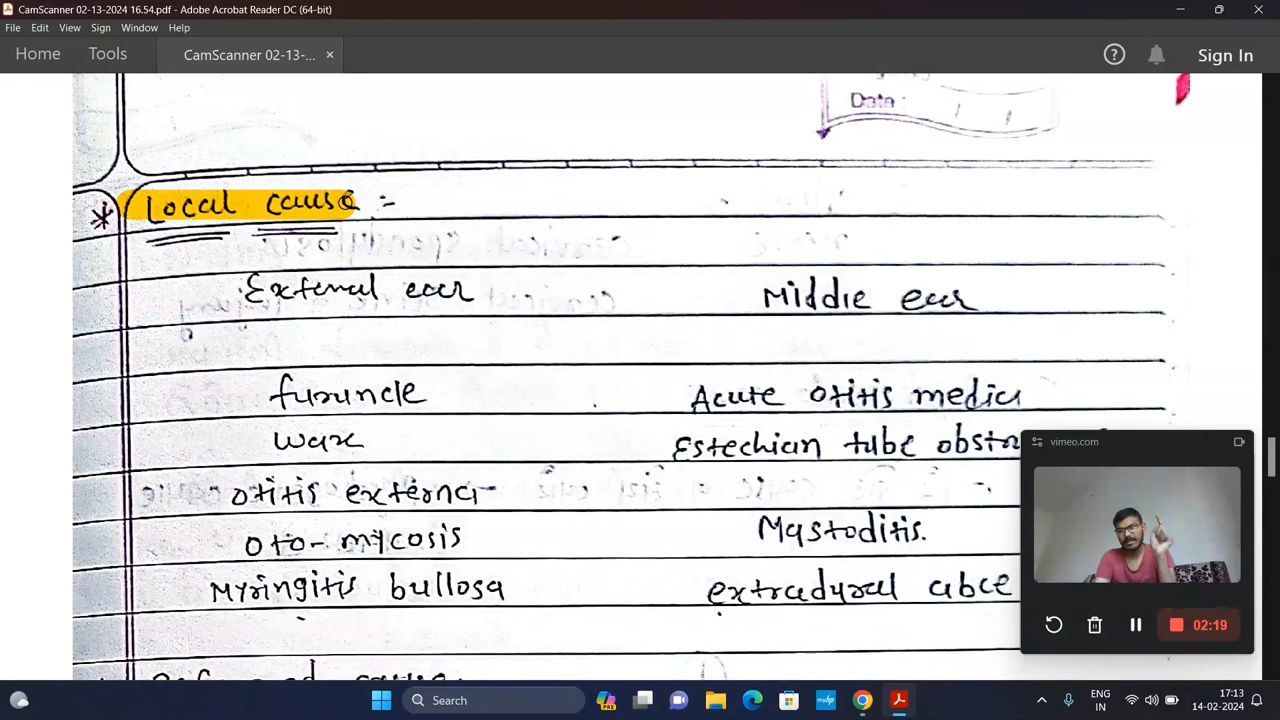 CamScanner 02-13-2024 16.54.pdf - Adobe Acrobat Reader DC (64-bit)
File Edit View Sign Window Help
Home Tools CamScanner 02-13-... × Sign In
Date :
* Local cause :-
External ear Middle ear
furuncle Acute otitis media
wax Estechian tube obstr
otitis externa
Mastoditis.
oto-mycosis
Myringitis bullosa extradural abce
vimeo.com
02:19
Search
ENG
IN
17:13
14-02-2024